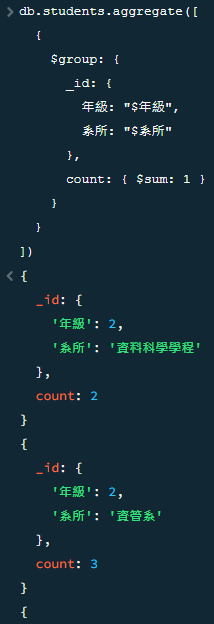 > db.students.aggregate([
{
$group: {
_id: {
年級: "$年級",
系所: "$系所"
},
count: { $sum: 1 }
}
}
])
< {
_id: {
'年級': 2,
'系所': '資料科學學程'
},
count: 2
}
{
_id: {
'年級': 2,
'系所': '資管系'
},
count: 3
}
{